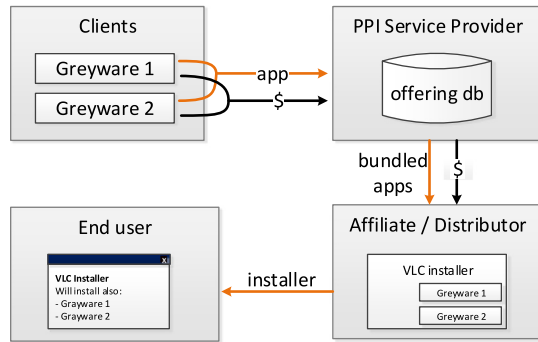 Clients
Greyware 1
Greyware 2
app
$
PPI Service Provider
offering db
bundled
apps
$
Affiliate / Distributor
VLC installer
Greyware 1
Greyware 2
installer
End user
X
VLC Installer
Will install also:
- Grayware 1
- Grayware 2